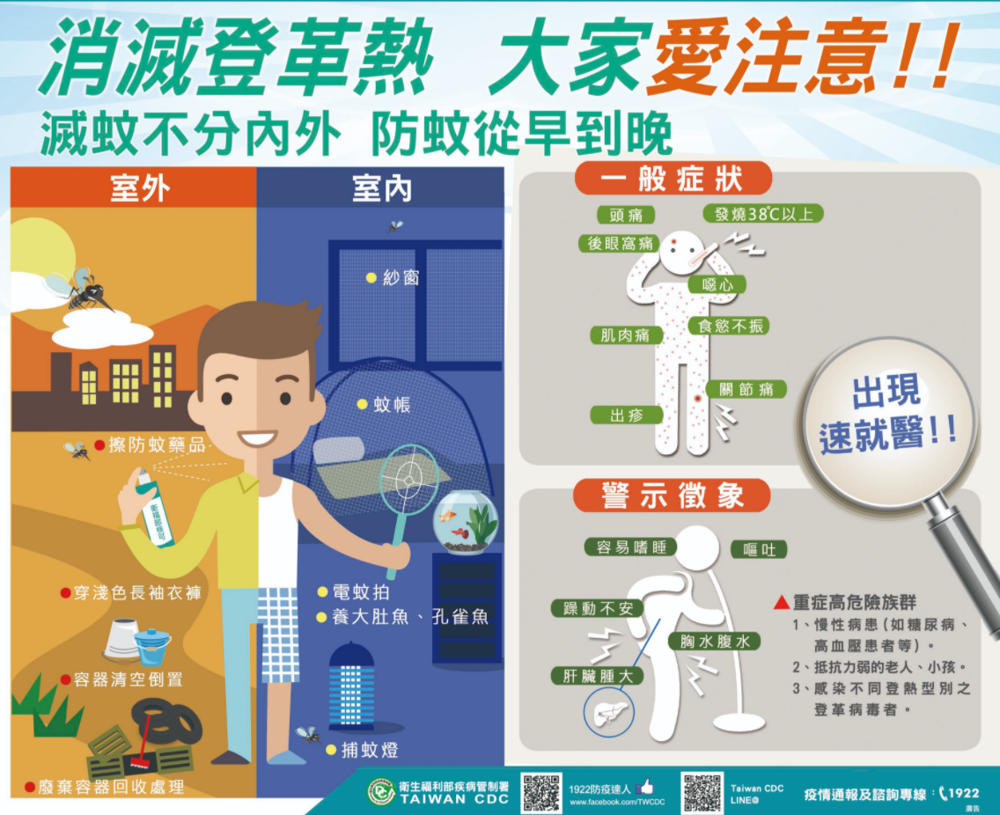 消滅登革熱 大家愛注意!!
滅蚊不分內外 防蚊從早到晚
室外
擦防蚊藥品
衛福部核可
穿淺色長袖衣褲
容器清空倒置
廢棄容器回收處理
室內
紗窗
蚊帳
電蚊拍
養大肚魚、孔雀魚
捕蚊燈
一般症狀
頭痛
發燒38℃以上
後眼窩痛
噁心
食慾不振
肌肉痛
關節痛
出疹
出現
速就醫!!
警示徵象
容易嗜睡
嘔吐
躁動不安
胸水腹水
肝臟腫大
▲重症高危險族群
1、慢性病患(如糖尿病、
高血壓患者等)。
2、抵抗力弱的老人、小孩。
3、感染不同登熱型別之
登革病毒者。
衛生福利部疾病管制署
TAIWAN CDC
1922防疫達人
www.facebook.com/TWCDC
Taiwan CDC
LINE@
疫情通報及諮詢專線：1922
廣告